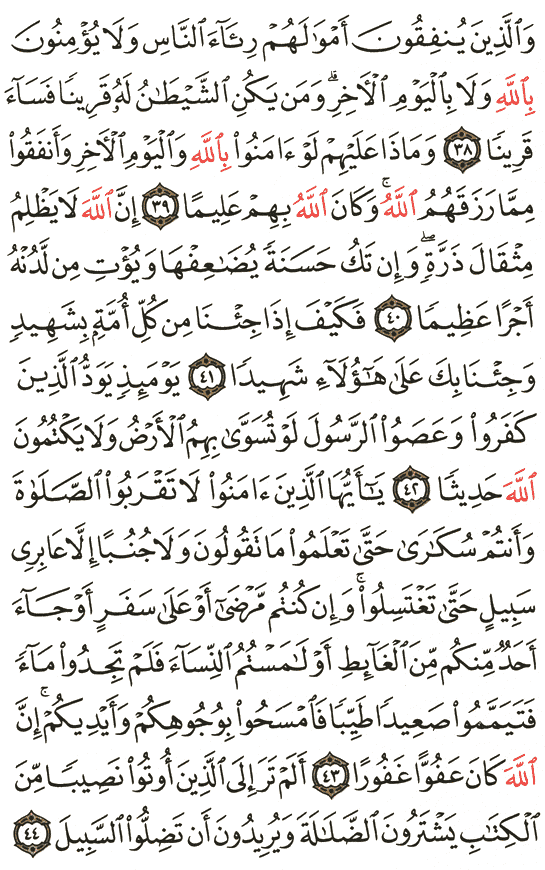 وَٱلَّذِينَ يُنفِقُونَ أَمۡوَٰلَهُمۡ رِئَآءَ ٱلنَّاسِ وَلَا يُؤۡمِنُونَ
بِٱللَّهِ وَلَا بِٱلۡيَوۡمِ ٱلۡأٓخِرِۗ وَمَن يَكُنِ ٱلشَّيۡطَٰنُ لَهُۥ قَرِينٗا فَسَآءَ
قَرِينٗا ٣٨ وَمَاذَا عَلَيۡهِمۡ لَوۡ ءَامَنُواْ بِٱللَّهِ وَٱلۡيَوۡمِ ٱلۡأٓخِرِ وَأَنفَقُواْ
مِمَّا رَزَقَهُمُ ٱللَّهُۚ وَكَانَ ٱللَّهُ بِهِمۡ عَلِيمًا ٣٩ إِنَّ ٱللَّهَ لَا يَظۡلِمُ
مِثۡقَالَ ذَرَّةٖۖ وَإِن تَكُ حَسَنَةٗ يُضَٰعِفۡهَا وَيُؤۡتِ مِن لَّدُنۡهُ
أَجۡرًا عَظِيمٗا ٤٠ فَكَيۡفَ إِذَا جِئۡنَا مِن كُلِّ أُمَّةِۭ بِشَهِيدٖ
وَجِئۡنَا بِكَ عَلَىٰ هَٰٓؤُلَآءِ شَهِيدٗا ٤١ يَوۡمَئِذٖ يَوَدُّ ٱلَّذِينَ
كَفَرُواْ وَعَصَوُاْ ٱلرَّسُولَ لَوۡ تُسَوَّىٰ بِهِمُ ٱلۡأَرۡضُ وَلَا يَكۡتُمُونَ
ٱللَّهَ حَدِيثٗا ٤٢ يَٰٓأَيُّهَا ٱلَّذِينَ ءَامَنُواْ لَا تَقۡرَبُواْ ٱلصَّلَوٰةَ
وَأَنتُمۡ سُكَٰرَىٰ حَتَّىٰ تَعۡلَمُواْ مَا تَقُولُونَ وَلَا جُنُبًا إِلَّا عَابِرِي
سَبِيلٍ حَتَّىٰ تَغۡتَسِلُواْۚ وَإِن كُنتُم مَّرۡضَىٰٓ أَوۡ عَلَىٰ سَفَرٍ أَوۡ جَآءَ
أَحَدٞ مِّنكُم مِّنَ ٱلۡغَآئِطِ أَوۡ لَٰمَسۡتُمُ ٱلنِّسَآءَ فَلَمۡ تَجِدُواْ مَآءٗ
فَتَيَمَّمُواْ صَعِيدٗا طَيِّبٗا فَٱمۡسَحُواْ بِوُجُوهِكُمۡ وَأَيۡدِيكُمۡۗ إِنَّ
ٱللَّهَ كَانَ عَفُوًّا غَفُورًا ٤٣ أَلَمۡ تَرَ إِلَى ٱلَّذِينَ أُوتُواْ نَصِيبٗا مِّنَ
ٱلۡكِتَٰبِ يَشۡتَرُونَ ٱلضَّلَٰلَةَ وَيُرِيدُونَ أَن تَضِلُّواْ ٱلسَّبِيلَ ٤٤